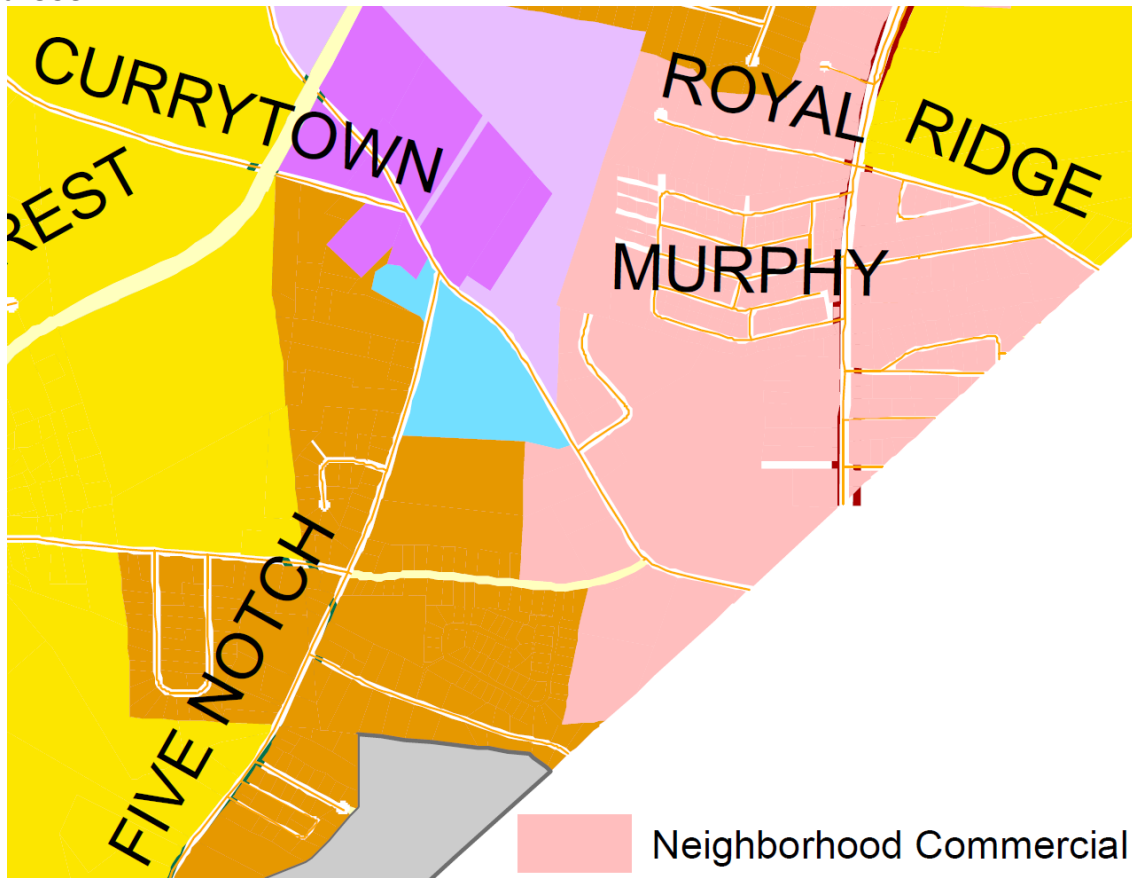 CURRYTOWN
ROYAL RIDGE
REST
MURPHY
FIVE NOTCH
Neighborhood Commercial